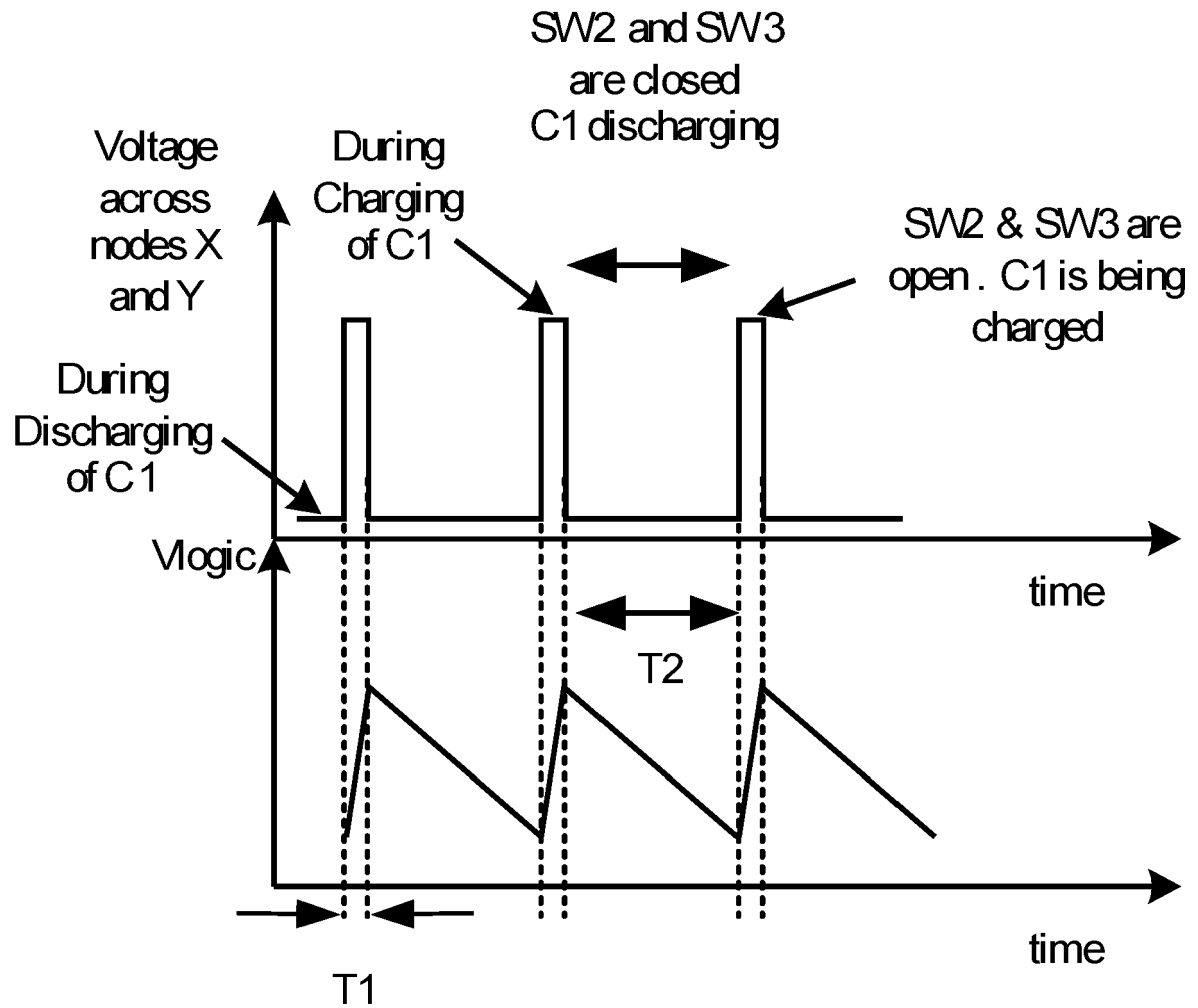 SW2 and SW3
are closed
C1 discharging
Voltage
across
nodes X
and Y
During
Charging
of C1
SW2 & SW3 are
open . C1 is being
charged
During
Discharging
of C1
Vlogic
time
T2
time
T1